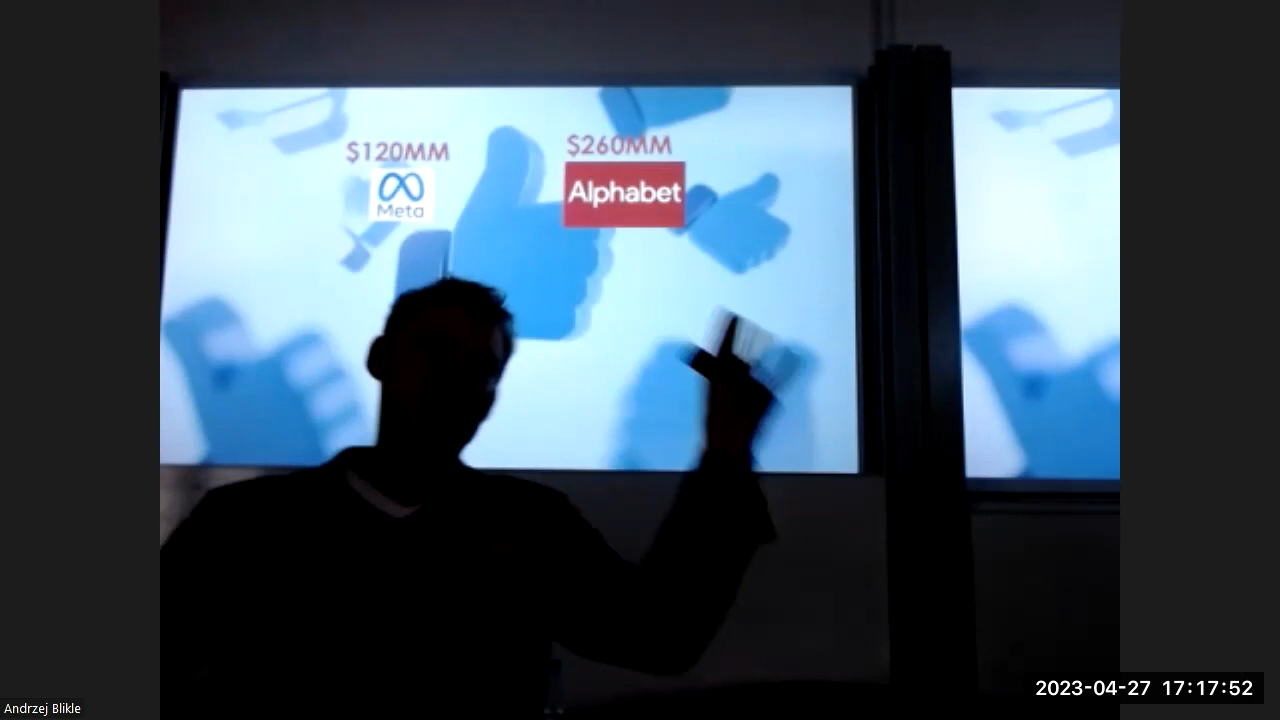 $120MM
$260MM
Meta
Alphabet
2023-04-27 17:17:52
Andrzej Blikle